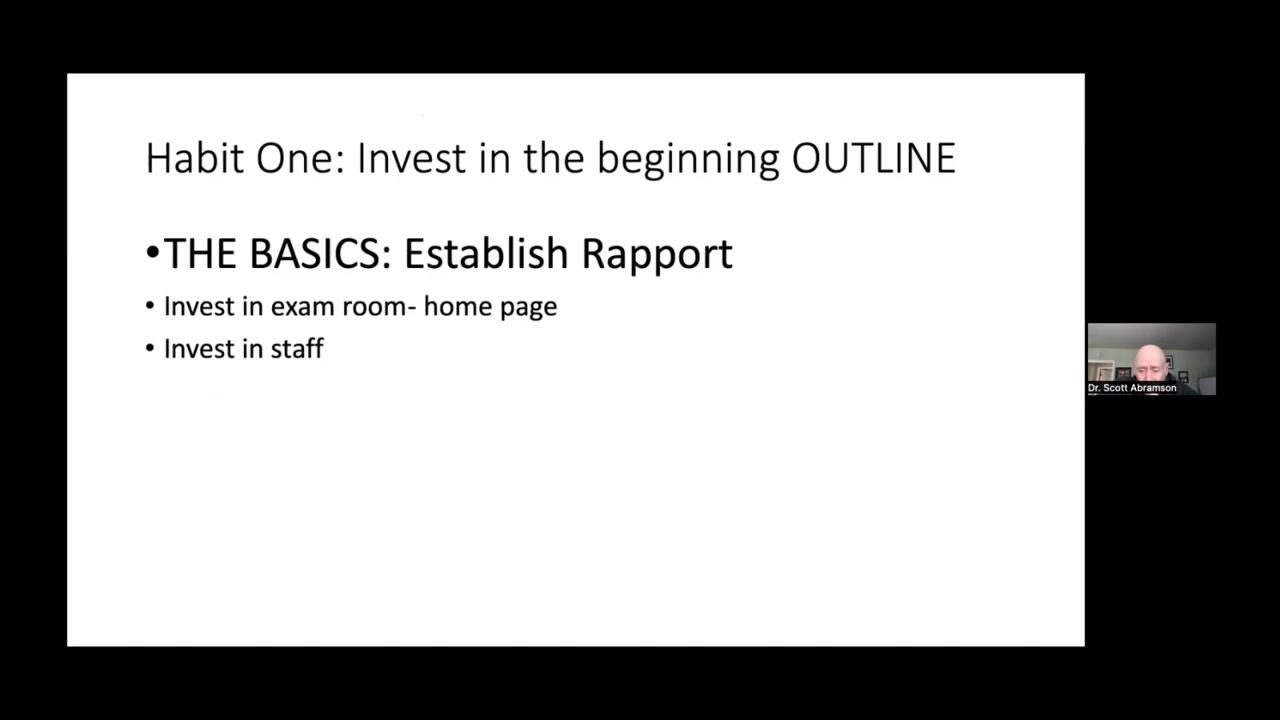 Habit One: Invest in the beginning OUTLINE
•THE BASICS: Establish Rapport
• Invest in exam room- home page
• Invest in staff
Dr. Scott Abramson